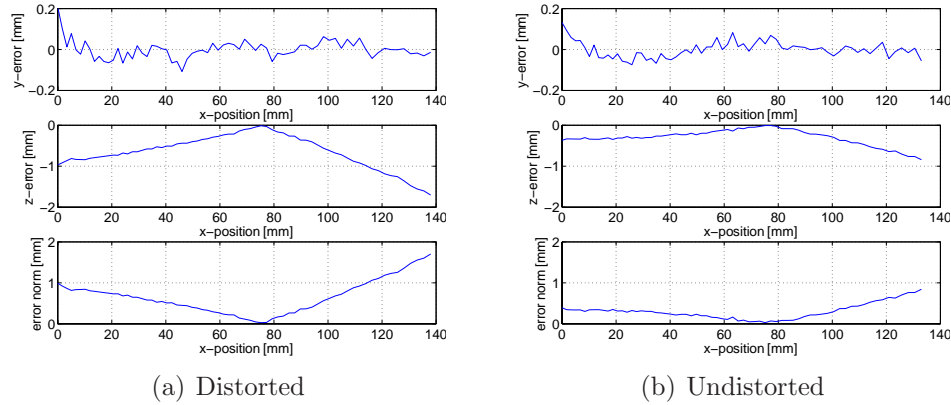 0.2
0
−0.2
y−error [mm]
0 20 40 60 80 100 120 140
x−position [mm]
0
−1
−2
z−error [mm]
0 20 40 60 80 100 120 140
x−position [mm]
2
1
0
error norm [mm]
0 20 40 60 80 100 120 140
x−position [mm]
(a) Distorted
0.2
0
−0.2
y−error [mm]
0 20 40 60 80 100 120 140
x−position [mm]
0
−1
−2
z−error [mm]
0 20 40 60 80 100 120 140
x−position [mm]
2
1
0
error norm [mm]
0 20 40 60 80 100 120 140
x−position [mm]
(b) Undistorted